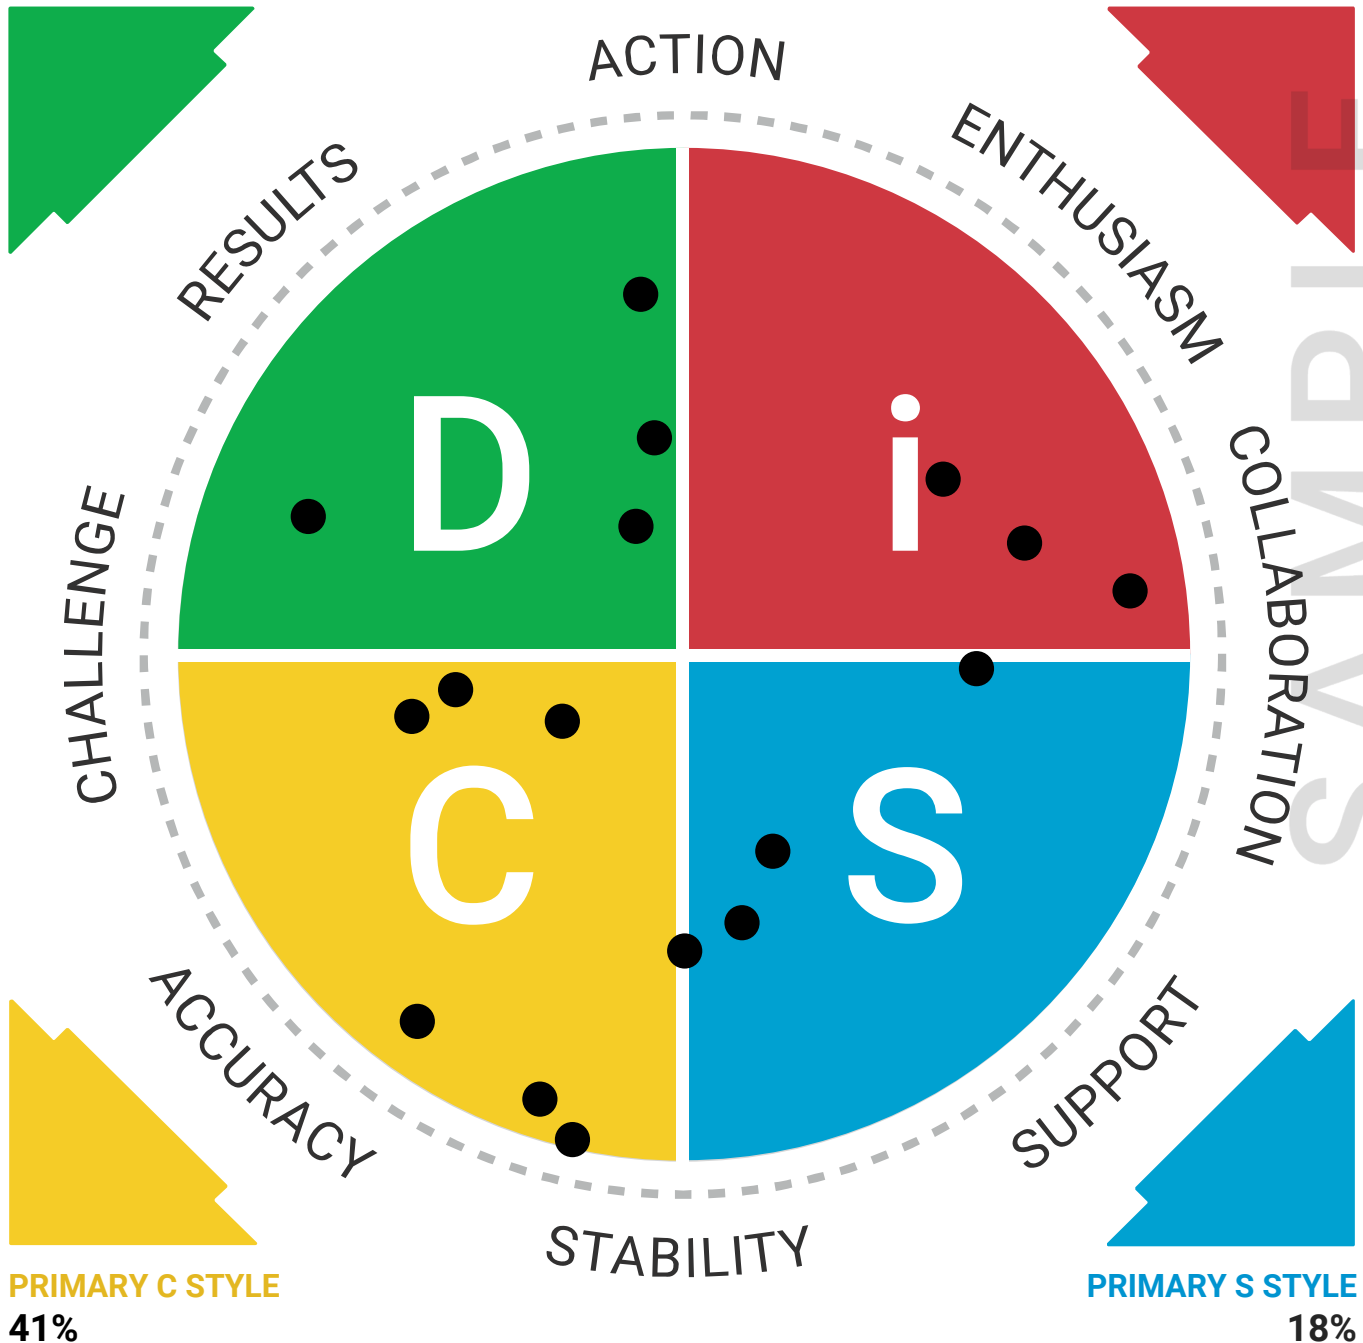 ACTION
ENTHUSIASM
RESULTS
D
i
CHALLENGE
COLLABORATION
SAMPLE
C
S
ACCURACY
SUPPORT
STABILITY
PRIMARY C STYLE
41%
PRIMARY S STYLE
18%